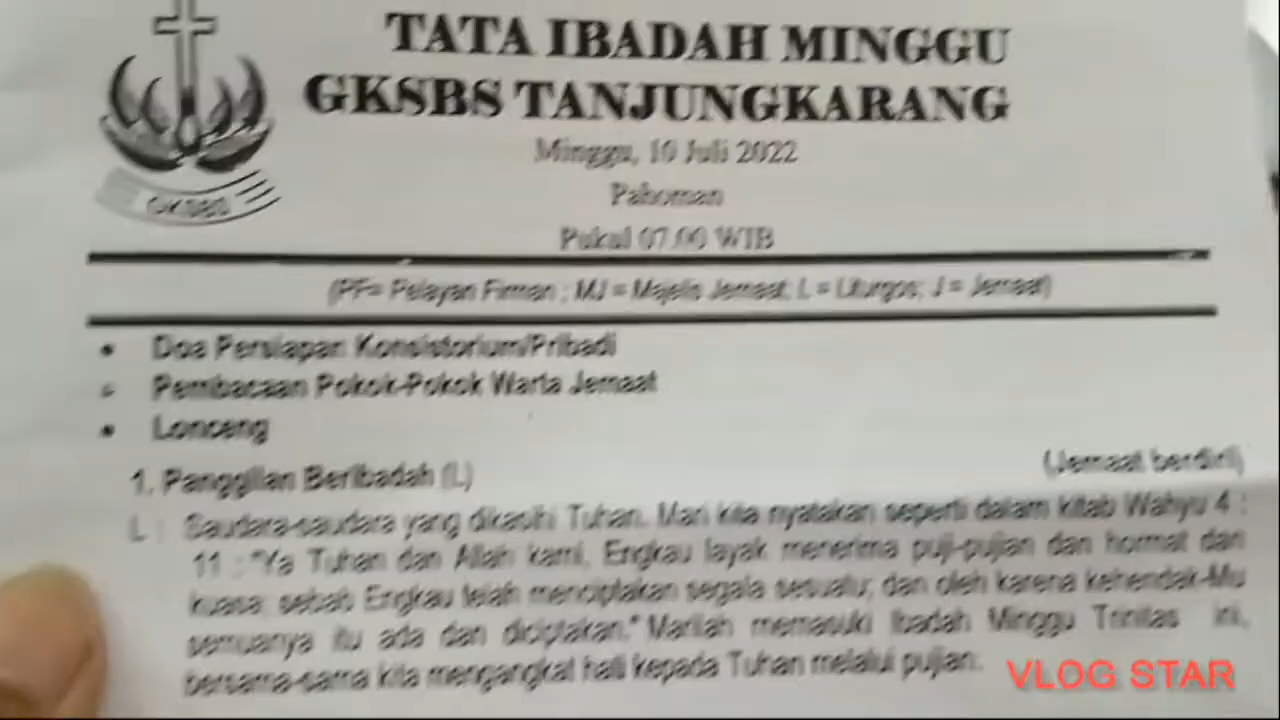 TATA IBADAH MINGGU
GKSBS TANJUNGKARANG
Minggu, 10 Juli 2022
Pahoman
Pukul 07.00 WIB
GKSBS
(PF= Pelayan Firman ; MJ = Majelis Jemaat; L = Liturgos; J = Jemaat)
• Doa Persiapan Konsistorium/Pribadi
• Pembacaan Pokok-Pokok Warta Jemaat
• Lonceng
1. Panggilan Beribadah (L) (Jemaat berdiri)
L : Saudara-saudara yang dikasihi Tuhan. Mari kita nyatakan seperti dalam kitab Wahyu 4 :
11 : "Ya Tuhan dan Allah kami, Engkau layak menerima puji-pujian dan hormat dan
kuasa; sebab Engkau telah menciptakan segala sesuatu; dan oleh karena kehendak-Mu
semuanya itu ada dan diciptakan." Marilah memasuki Ibadah Minggu Trinitas ini,
bersama-sama kita mengangkat hati kepada Tuhan melalui pujian:
VLOG STAR